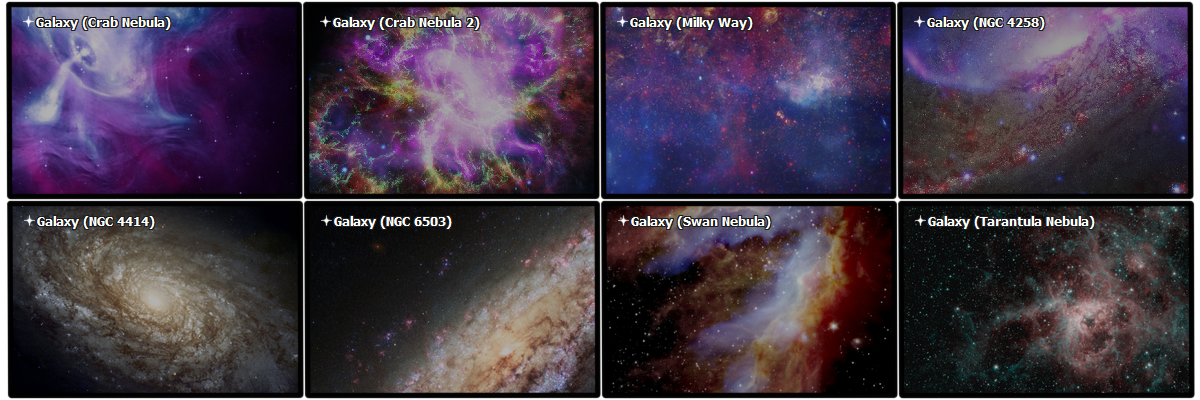 Galaxy (Crab Nebula)
Galaxy (Crab Nebula 2)
Galaxy (Milky Way)
Galaxy (NGC 4258)
Galaxy (NGC 4414)
Galaxy (NGC 6503)
Galaxy (Swan Nebula)
Galaxy (Tarantula Nebula)